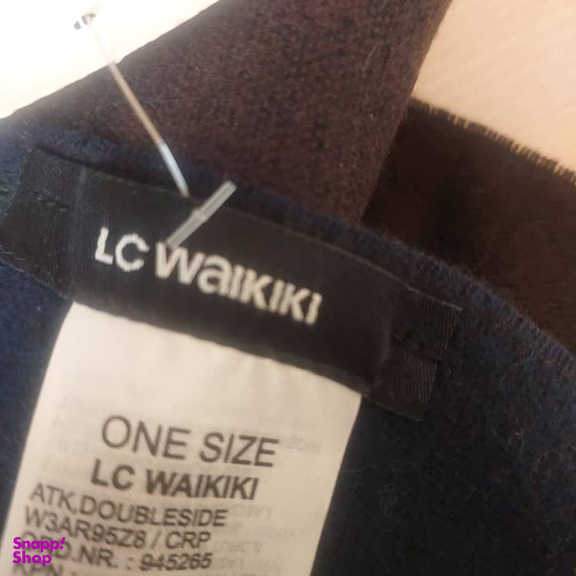 LC WAIKIKI
ONE SIZE
LC WAIKIKI
ATK.DOUBLESIDE
W3AR95Z8 / CRP
NR. : 945265
Snapp!
Shop